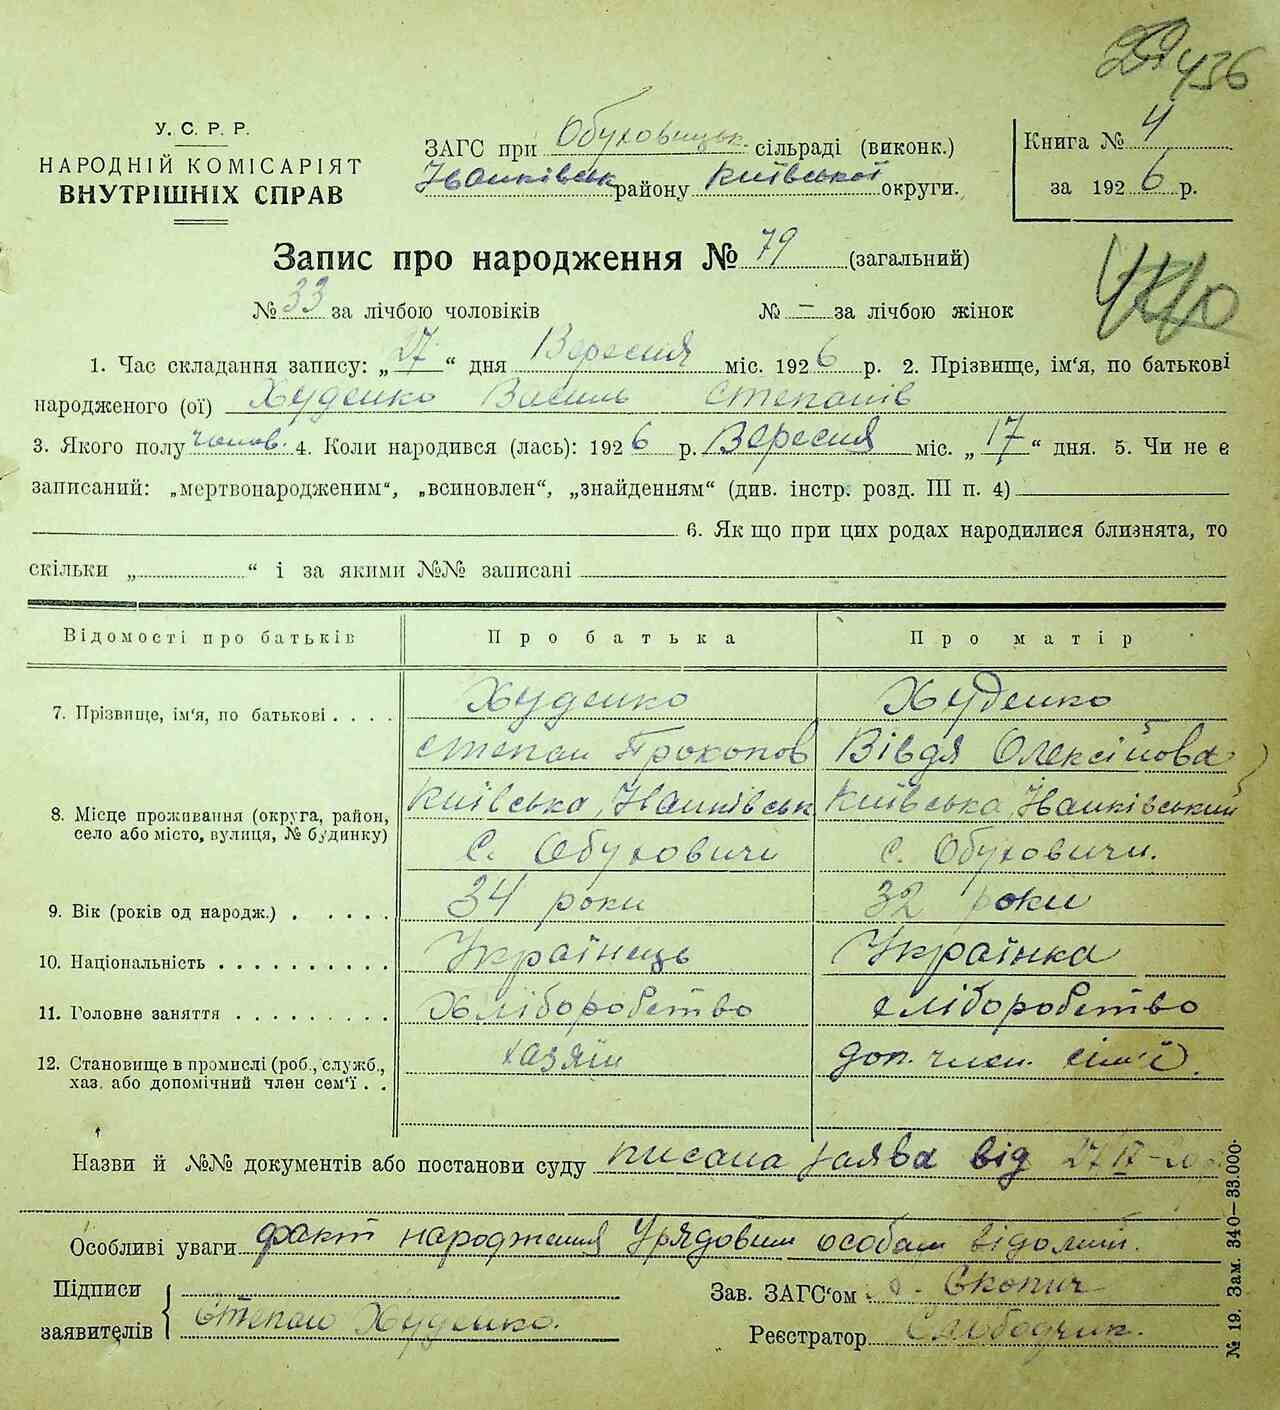 436
У. С. Р. Р.
НАРОДНІЙ КОМІСАРІЯТ
ВНУТРІШНІХ СПРАВ
ЗАГС при Обуховицьк. сільраді (виконк.)
Іванківськ району Київської округи.
Книга № 4
за 1926 р.
Запис про народження № 79 (загальний)
№ 33 за лічбою чоловіків № – за лічбою жінок
1. Час складання запису: „27“ дня Вересня міс. 1926 р. 2. Прізвище, ім‘я, по батькові
народженого (ої) Худенко Василь Степанів
3. Якого полу чолов. 4. Коли народився (лась): 1926 р. Вересня міс. „17“ дня. 5. Чи не є
записаний: „мертвонародженим“, „всиновлен“, „знайденням“ (див. інстр. розд. III п. 4)
6. Як що при цих родах народилися близнята, то
скільки „ “ і за якими №№ записані
Відомості про батьків Про батька Про матір
7. Прізвище, ім‘я, по батькові . . . . Худенко Худенко
Степан Прокопов Вівдя Олексійова
8. Місце проживання (округа, район, село або місто, вулиця, № будинку) Київська, Іванківськ Київська, Іванківський
с. Обуховичи с. Обуховичи.
9. Вік (років од народж.) . . . . . 34 роки 32 роки
10. Національність . . . . . . . . . . Українець Українка
11. Головне заняття . . . . . . . . . Хліборобство хліборобство
12. Становище в промислі (роб., служб., хаз. або допомічний член сем‘ї . . хазяїн доп. член. сім'ї.
Назви й №№ документів або постанови суду писана заява від 27/IX-26
Особливі уваги факт народження Урядовим особам відомий.
Підписи
заявителів Степан Худенко.
Зав. ЗАГС‘ом Скопич
Реєстратор Слободчик.
№ 19. Зам. 340—33.000.